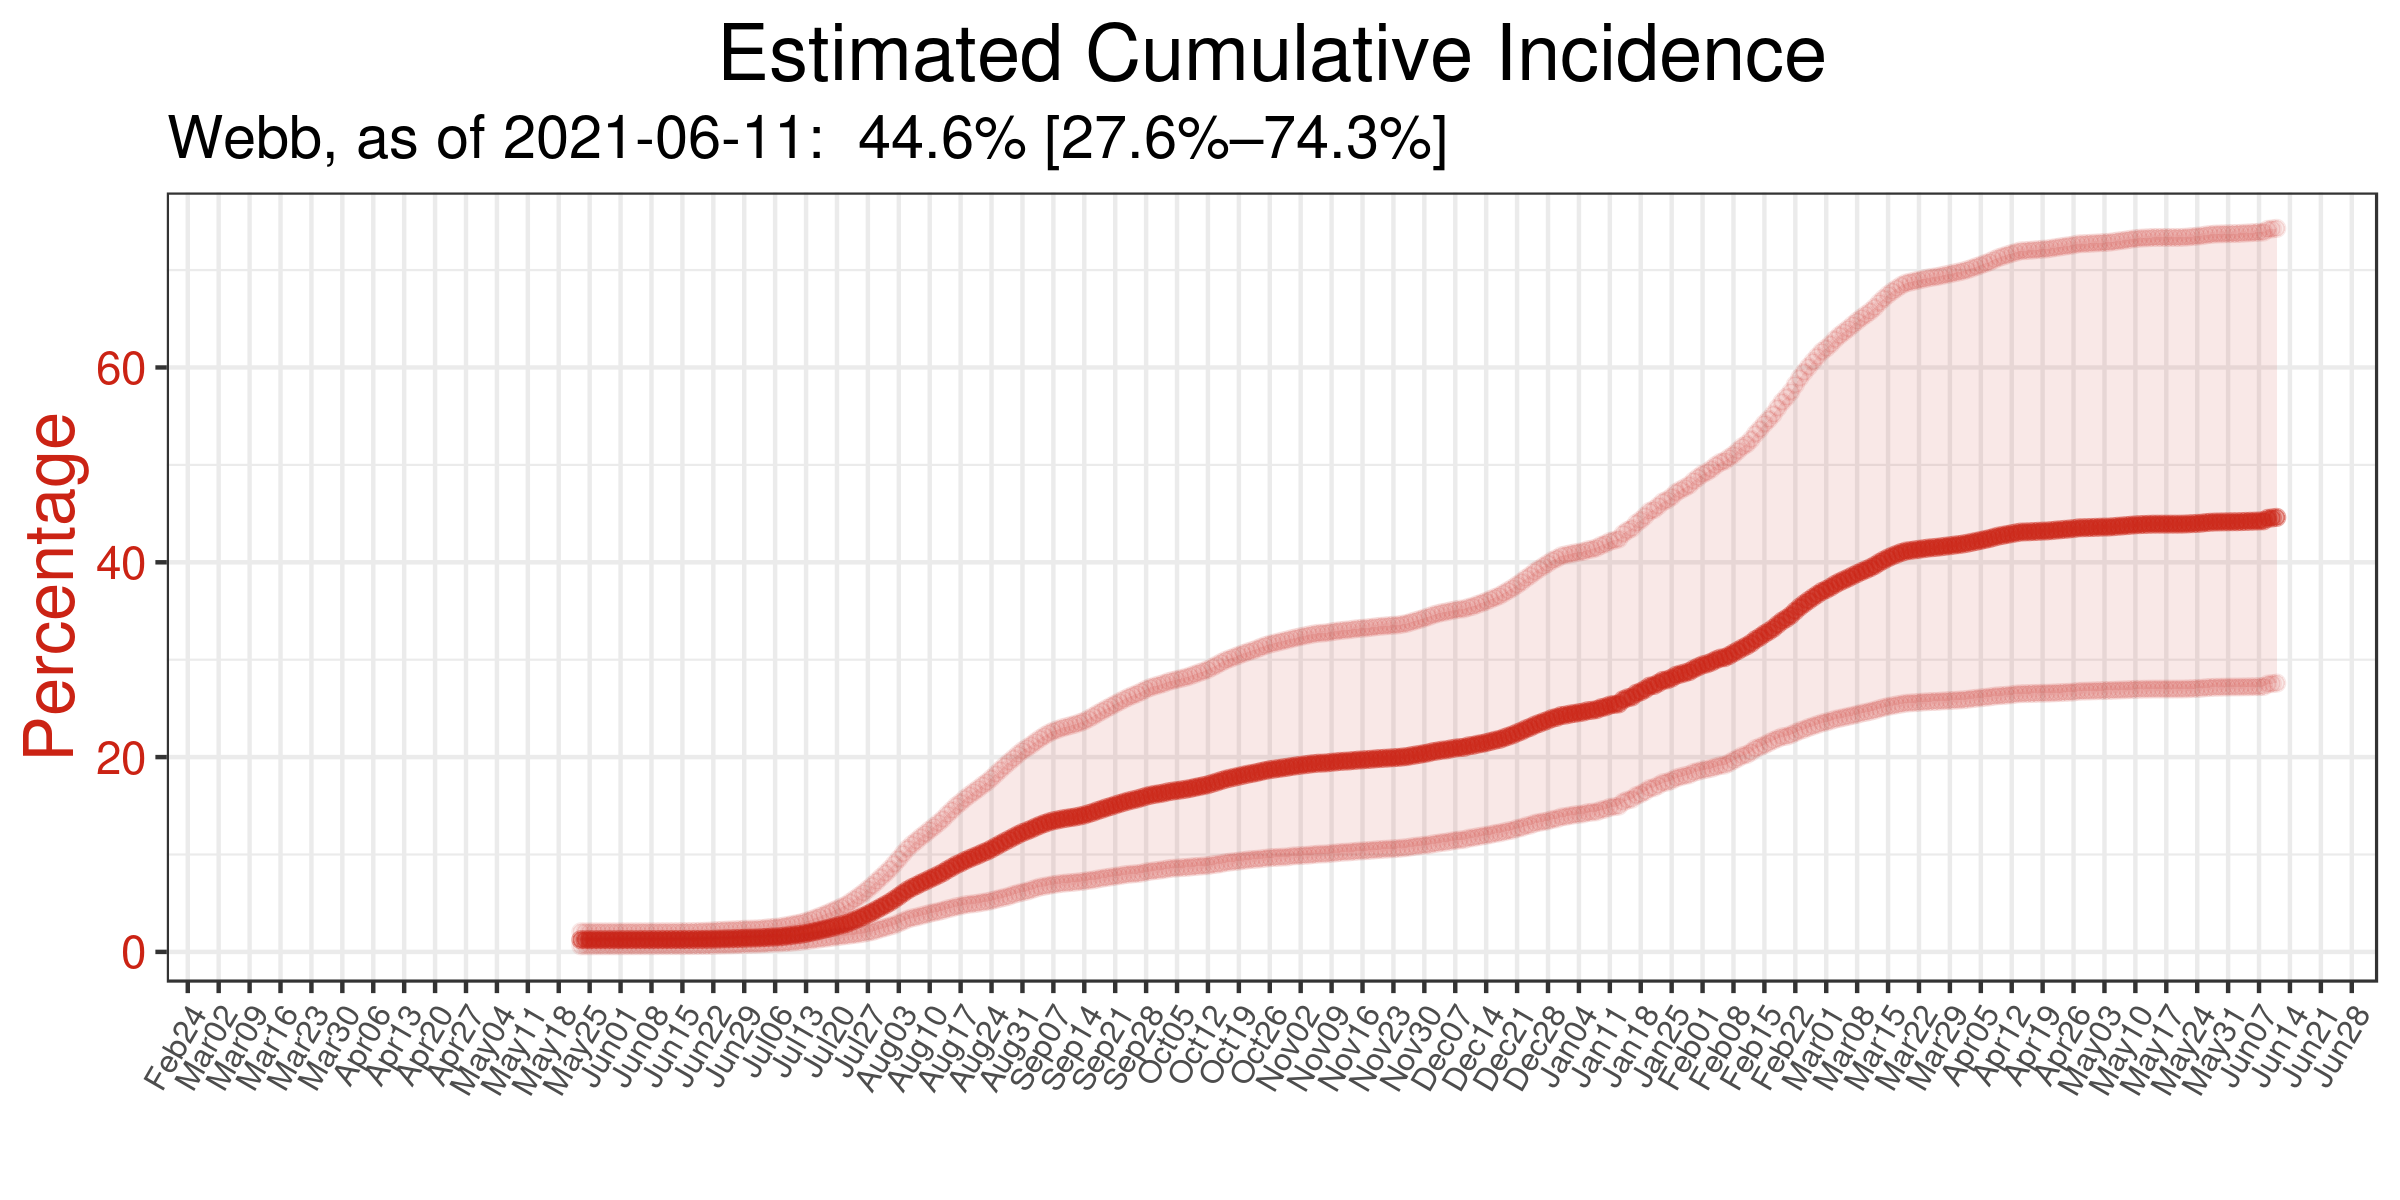 Estimated Cumulative Incidence
Webb, as of 2021-06-11:  44.6% [27.6%–74.3%]
Percentage
60
40
20
0
Feb24
Mar02
Mar09
Mar16
Mar23
Mar30
Apr06
Apr13
Apr20
Apr27
May04
May11
May18
May25
Jun01
Jun08
Jun15
Jun22
Jun29
Jul06
Jul13
Jul20
Jul27
Aug03
Aug10
Aug17
Aug24
Aug31
Sep07
Sep14
Sep21
Sep28
Oct05
Oct12
Oct19
Oct26
Nov02
Nov09
Nov16
Nov23
Nov30
Dec07
Dec14
Dec21
Dec28
Jan04
Jan11
Jan18
Jan25
Feb01
Feb08
Feb15
Feb22
Mar01
Mar08
Mar15
Mar22
Mar29
Apr05
Apr12
Apr19
Apr26
May03
May10
May17
May24
May31
Jun07
Jun14
Jun21
Jun28